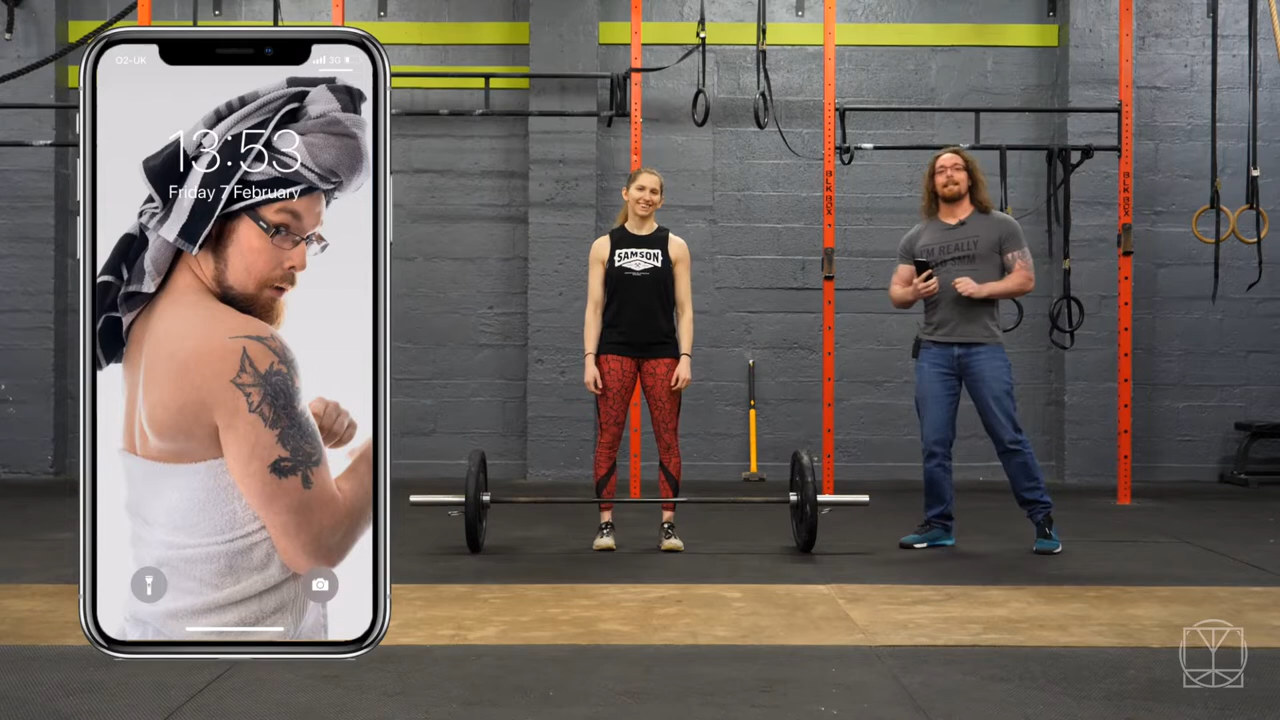 O2-UK
3G
13:53
Friday 7 February
SAMSON
BLK BOX
BLK BOX
I'M REALLY